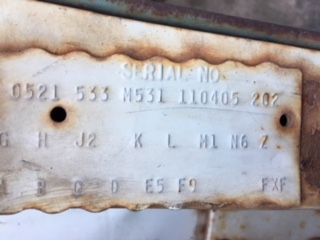 SERIAL NO
0521 533 M531 110405 202
G H J2 K L M1 N6 Z
A B C D E5 F9 FXF